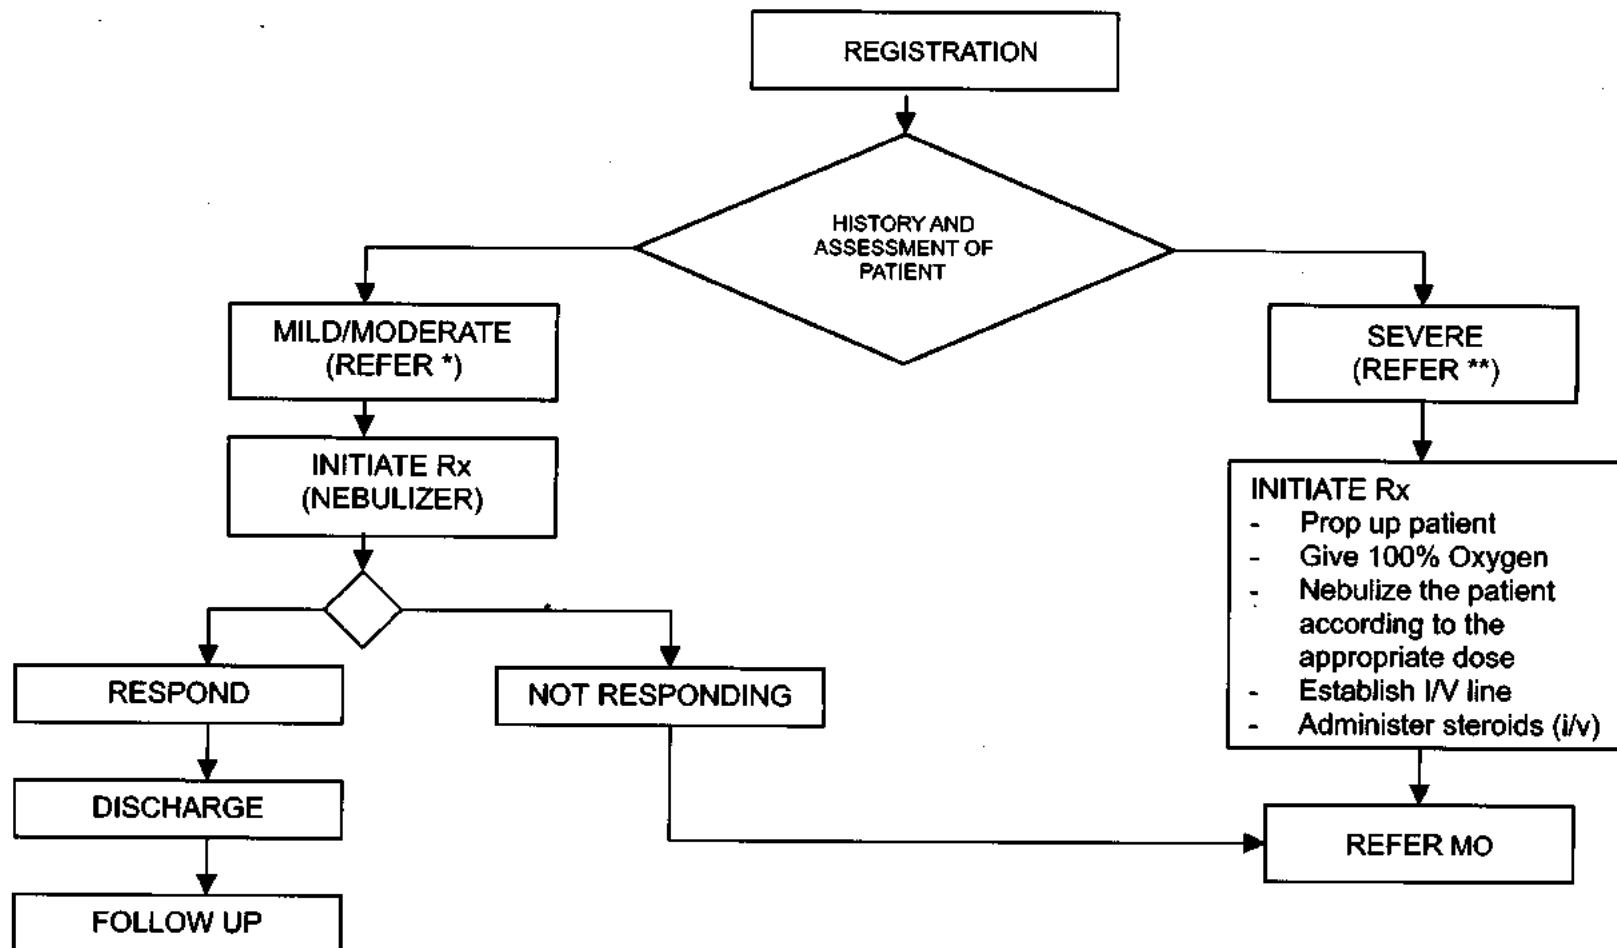 REGISTRATION
HISTORY AND
ASSESSMENT OF
PATIENT
MILD/MODERATE
(REFER *)
SEVERE
(REFER **)
INITIATE Rx
(NEBULIZER)
INITIATE Rx
- Prop up patient
- Give 100% Oxygen
- Nebulize the patient
according to the
appropriate dose
- Establish I/V line
- Administer steroids (i/v)
RESPOND
NOT RESPONDING
DISCHARGE
REFER MO
FOLLOW UP